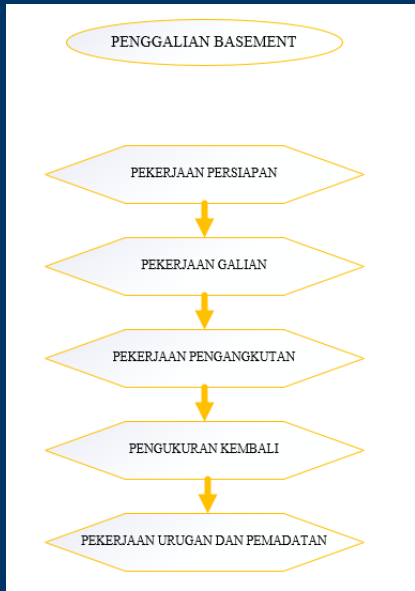 PENGGALIAN BASEMENT
PEKERJAAN PERSIAPAN
PEKERJAAN GALIAN
PEKERJAAN PENGANGKUTAN
PENGUKURAN KEMBALI
PEKERJAAN URUGAN DAN PEMADATAN